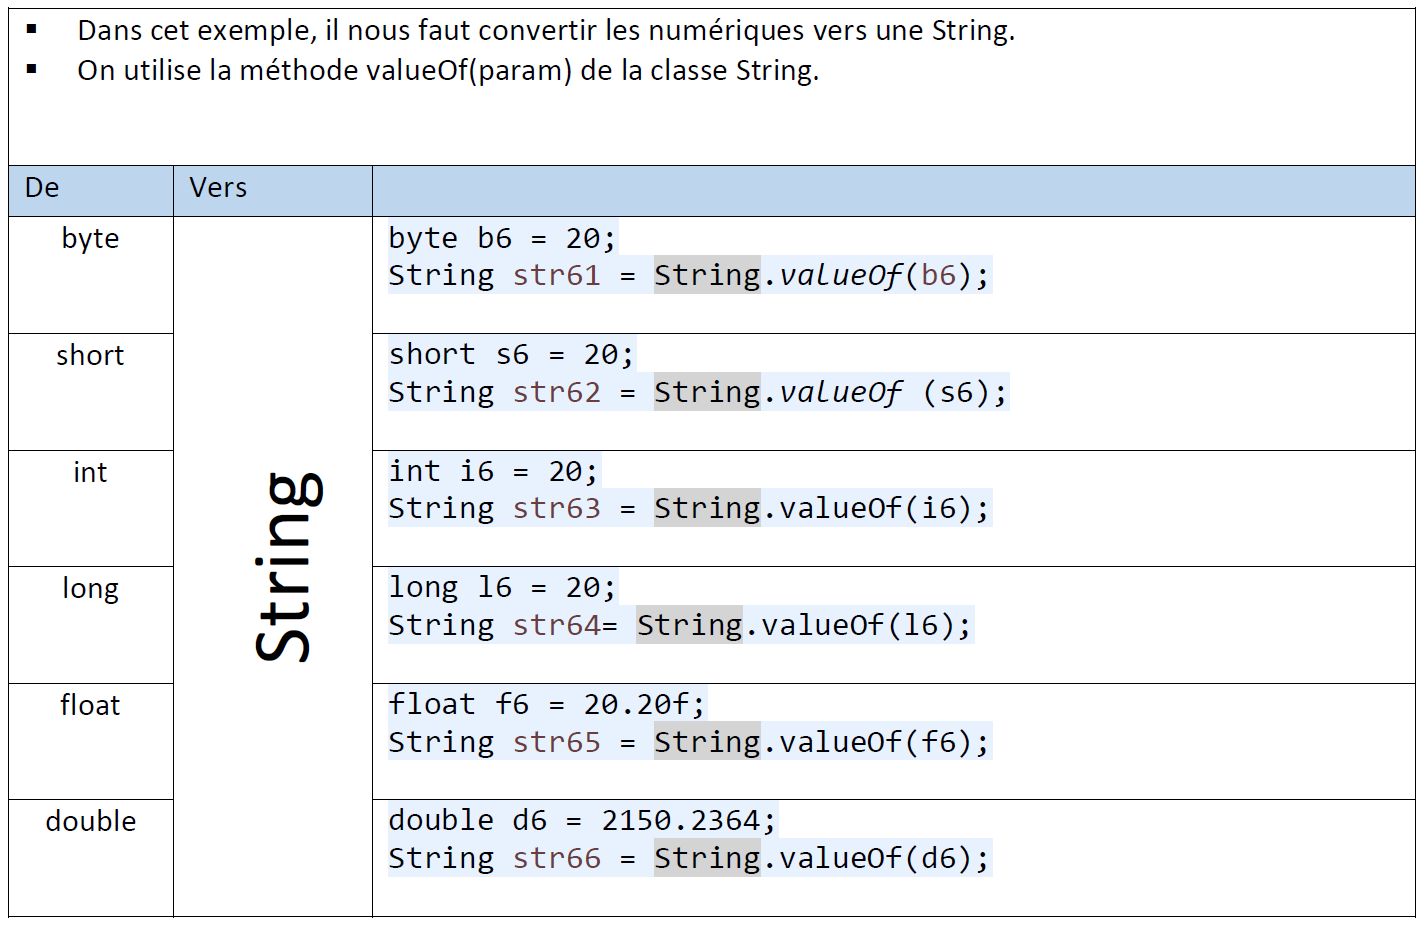 ▪ Dans cet exemple, il nous faut convertir les numériques vers une String.
▪ On utilise la méthode valueOf(param) de la classe String.
De Vers
byte
String
byte b6 = 20;
String str61 = String.valueOf(b6);
short
short s6 = 20;
String str62 = String.valueOf (s6);
int
int i6 = 20;
String str63 = String.valueOf(i6);
long
long l6 = 20;
String str64= String.valueOf(l6);
float
float f6 = 20.20f;
String str65 = String.valueOf(f6);
double
double d6 = 2150.2364;
String str66 = String.valueOf(d6);